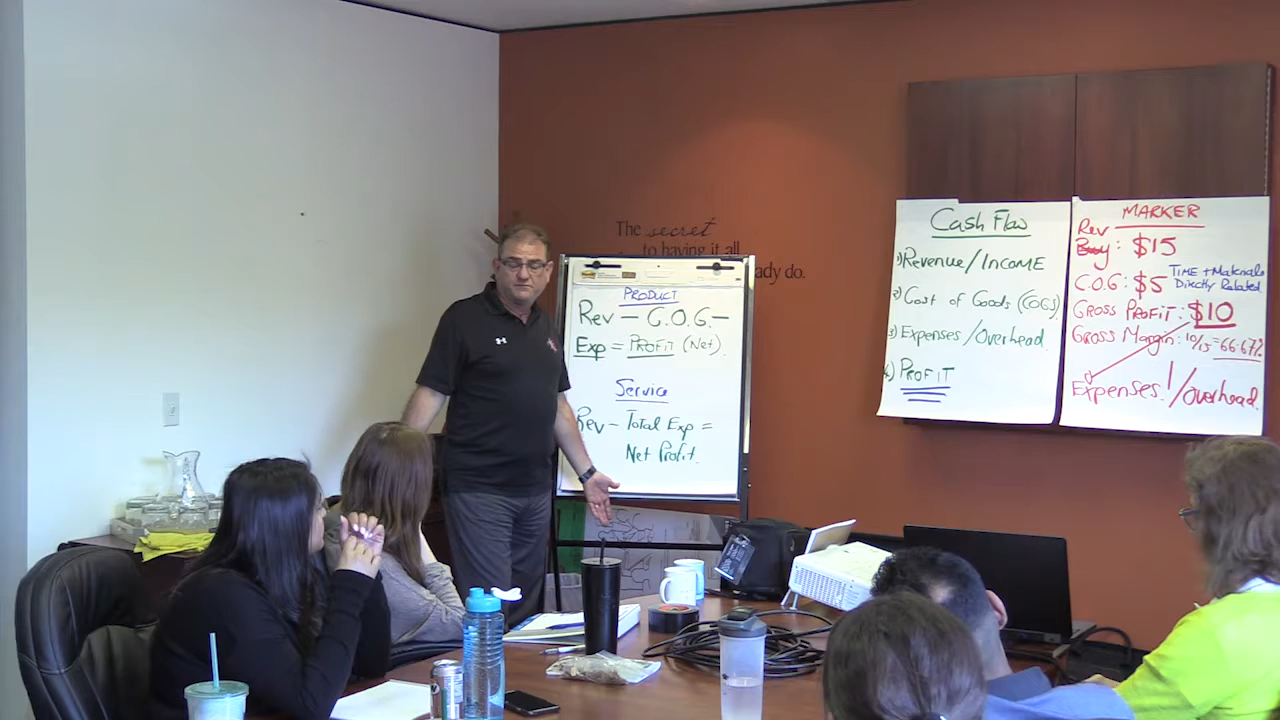 The secret
to having it all
ady do.
PRODUCT
Rev – C.O.G. –
Exp = PROFIT (Net).
Service
Rev – Total Exp =
Net Profit.
Cash Flow
1) Revenue/INCOME
2) Cost of Goods (COGS)
3) Expenses/Overhead
4) PROFIT
MARKER
Rev
Buy: $15
C.O.G: $5 TIME + Materials
Directly Related
GROSS PROFIT: $10
GROSS Margin: 10/15 = 66.67%
Expenses!/Overhead.